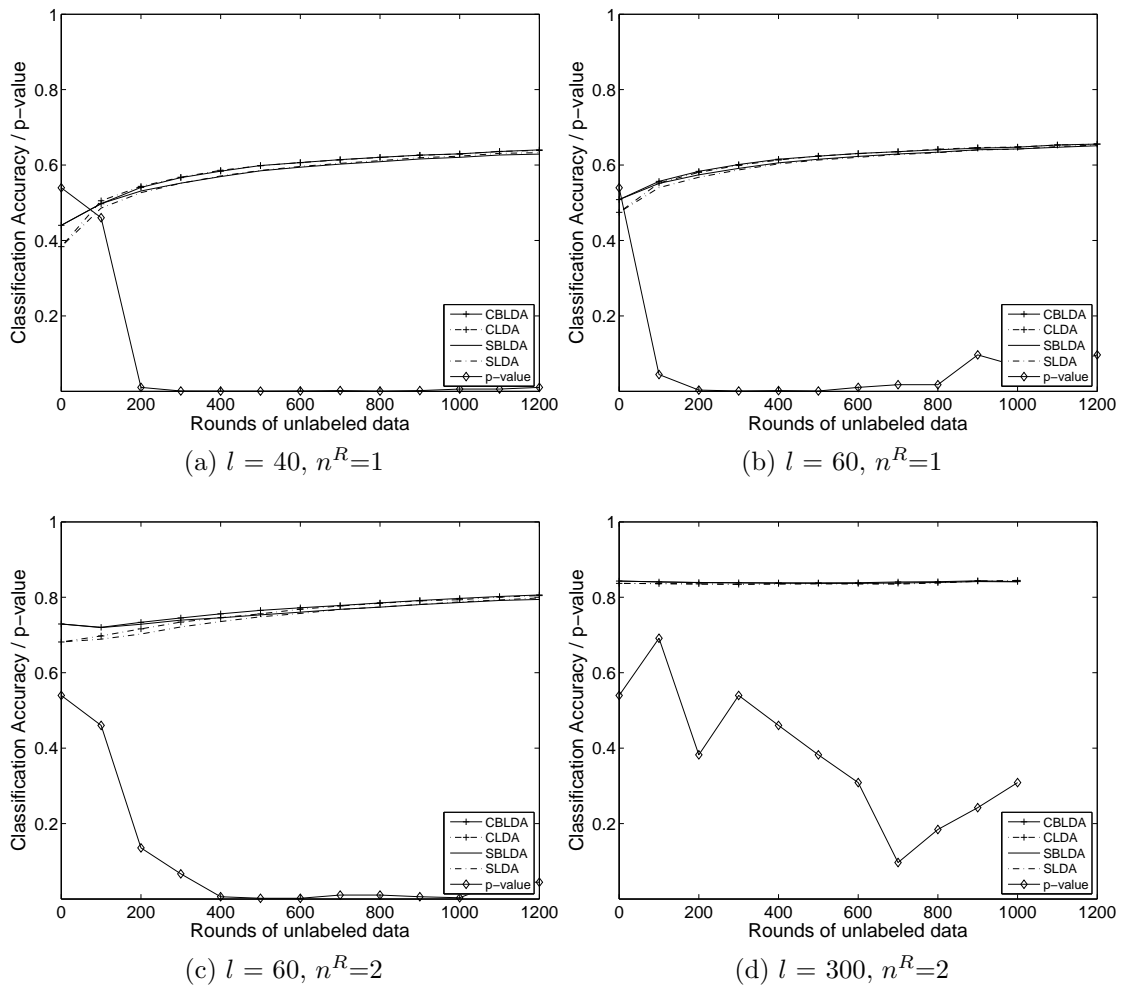 1
0.8
0.6
0.4
0.2
0 200 400 600 800 1000 1200
Classification Accuracy / p−value
Rounds of unlabeled data
CBLDA
CLDA
SBLDA
SLDA
p−value
(a) l = 40, n^R=1
1
0.8
0.6
0.4
0.2
0 200 400 600 800 1000 1200
Classification Accuracy / p−value
Rounds of unlabeled data
CBLDA
CLDA
SBLDA
SLDA
p−value
(b) l = 60, n^R=1
1
0.8
0.6
0.4
0.2
0 200 400 600 800 1000 1200
Classification Accuracy / p−value
Rounds of unlabeled data
CBLDA
CLDA
SBLDA
SLDA
p−value
(c) l = 60, n^R=2
1
0.8
0.6
0.4
0.2
0 200 400 600 800 1000 1200
Classification Accuracy / p−value
Rounds of unlabeled data
CBLDA
CLDA
SBLDA
SLDA
p−value
(d) l = 300, n^R=2